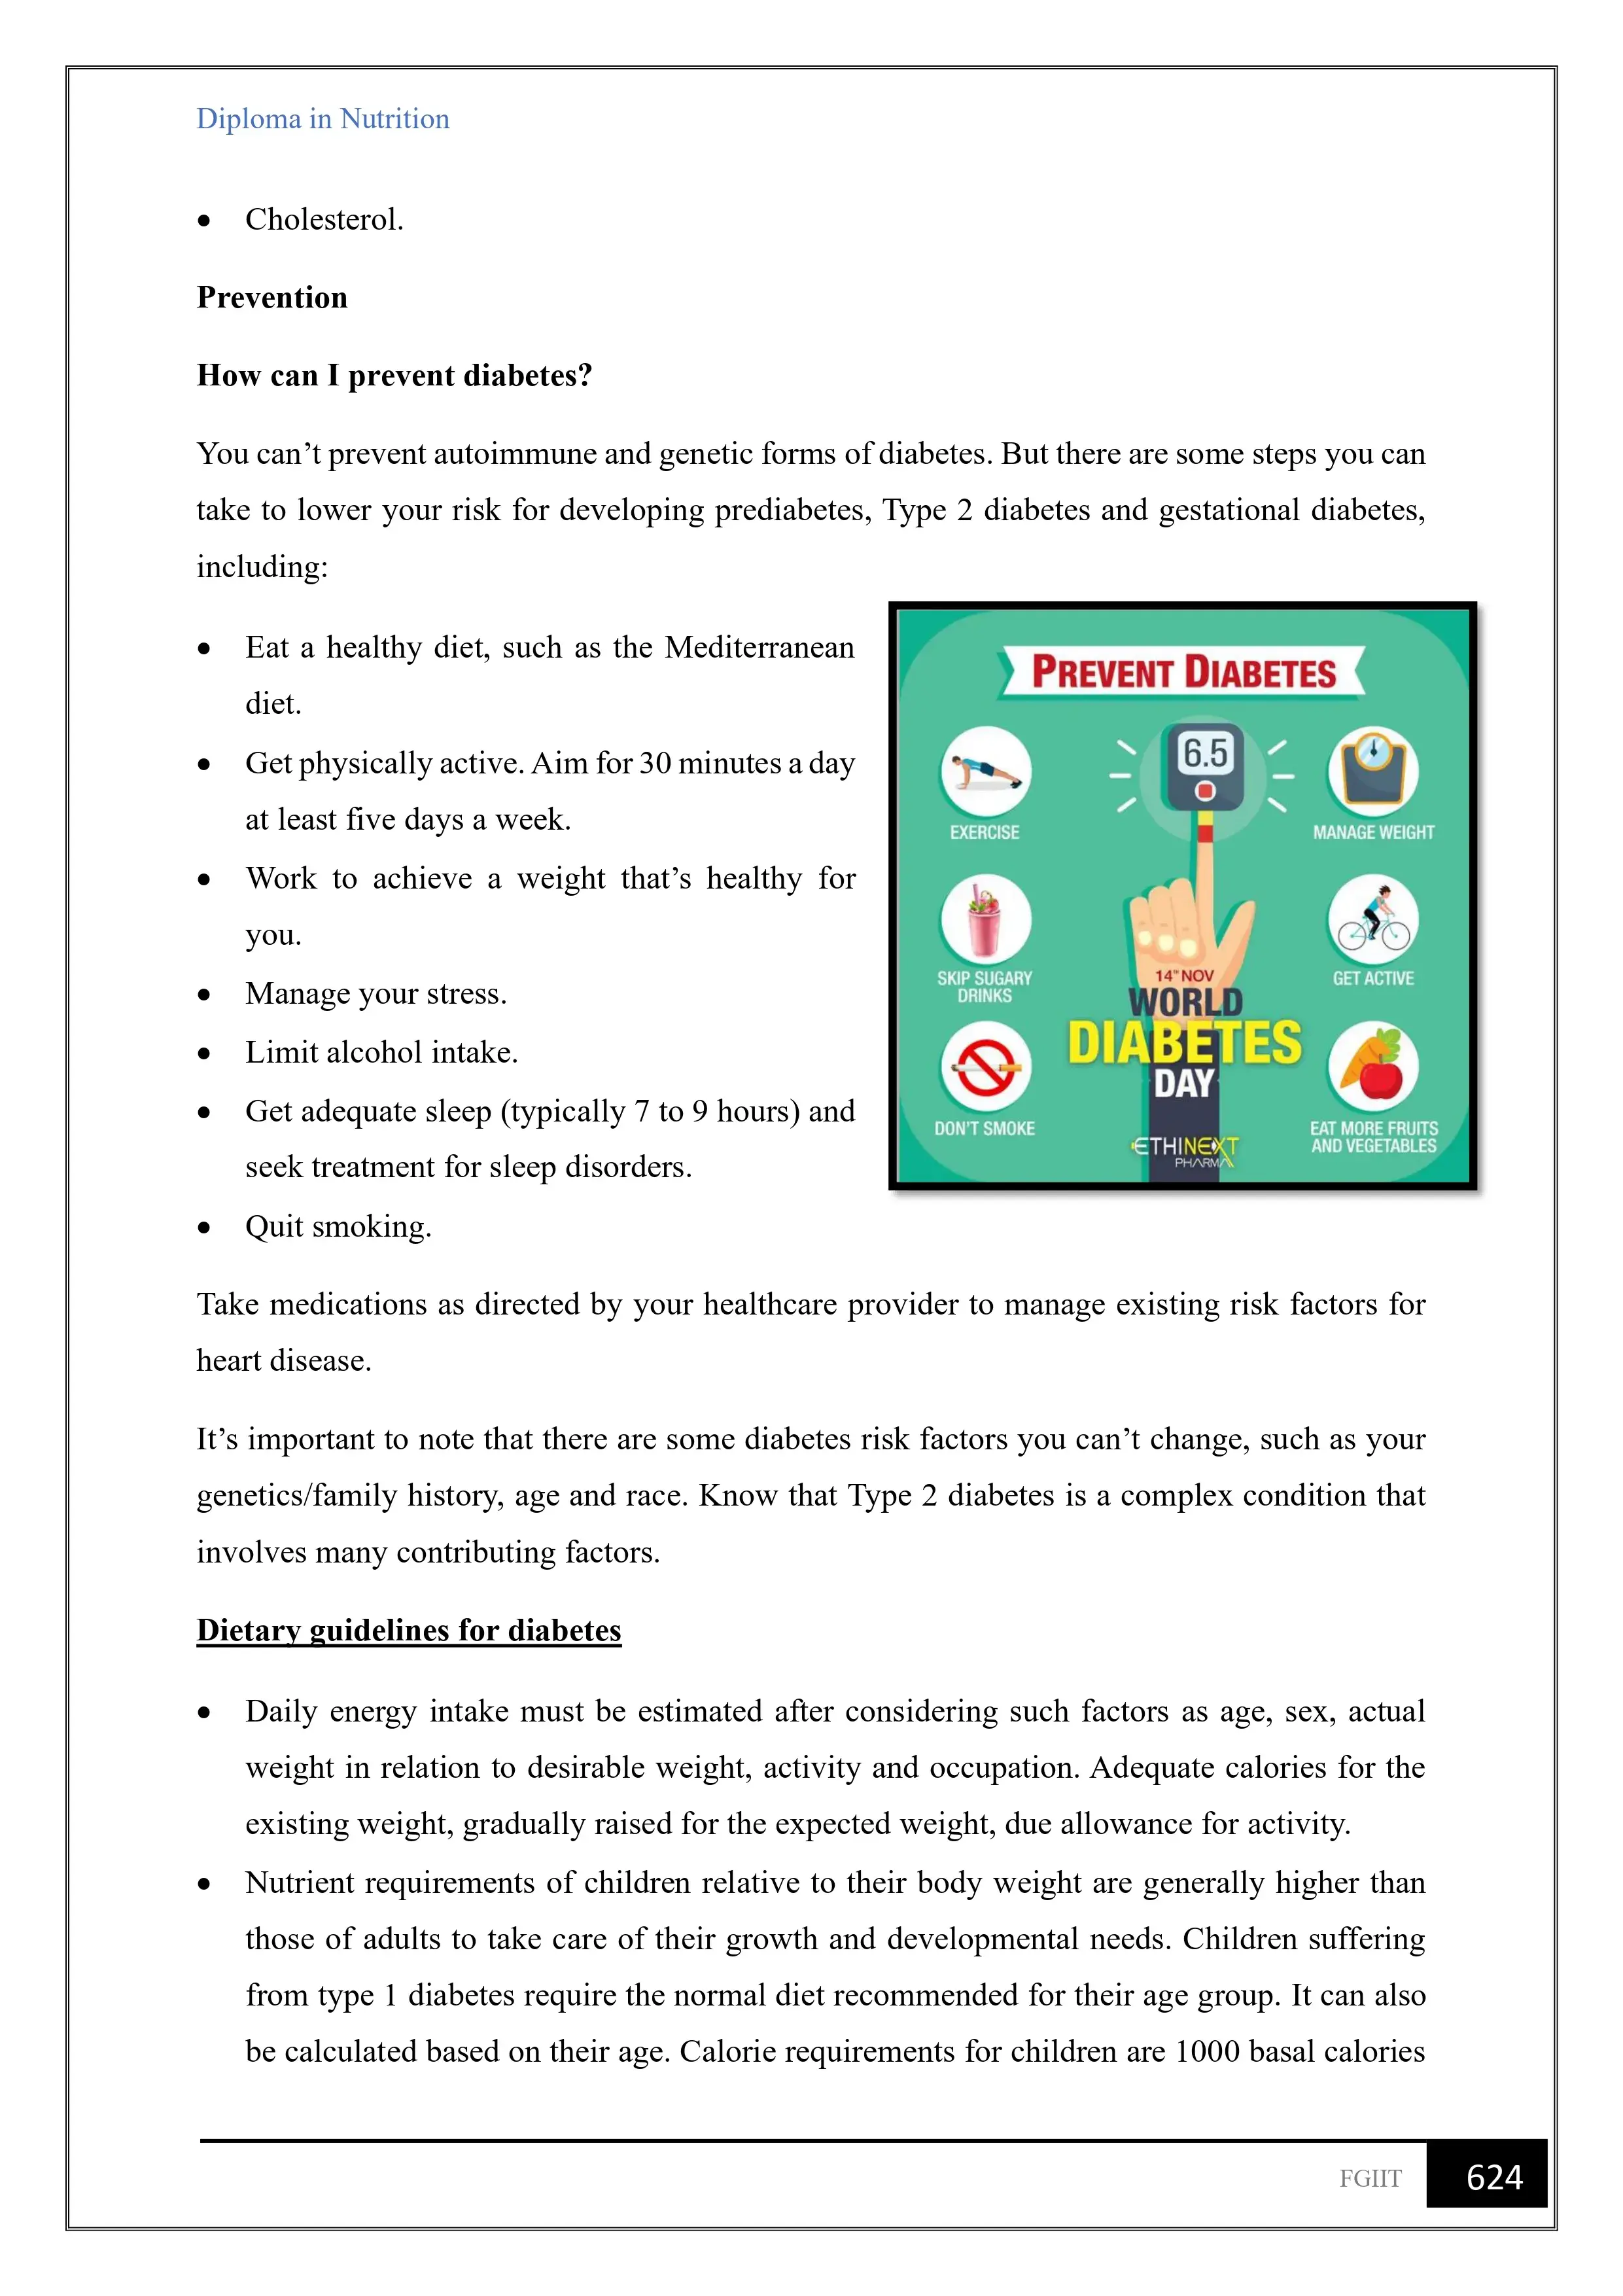 Diploma in Nutrition
• Cholesterol.
Prevention
How can I prevent diabetes?
You can’t prevent autoimmune and genetic forms of diabetes. But there are some steps you can
take to lower your risk for developing prediabetes, Type 2 diabetes and gestational diabetes,
including:
• Eat a healthy diet, such as the Mediterranean
diet.
• Get physically active. Aim for 30 minutes a day
at least five days a week.
• Work to achieve a weight that’s healthy for
you.
• Manage your stress.
• Limit alcohol intake.
• Get adequate sleep (typically 7 to 9 hours) and
seek treatment for sleep disorders.
• Quit smoking.
PREVENT DIABETES
6.5
EXERCISE
MANAGE WEIGHT
SKIP SUGARY
DRINKS
GET ACTIVE
14TH NOV
WORLD
DIABETES
DAY
DON'T SMOKE
EAT MORE FRUITS
AND VEGETABLES
ETHINEXT
PHARMA
Take medications as directed by your healthcare provider to manage existing risk factors for
heart disease.
It’s important to note that there are some diabetes risk factors you can’t change, such as your
genetics/family history, age and race. Know that Type 2 diabetes is a complex condition that
involves many contributing factors.
Dietary guidelines for diabetes
• Daily energy intake must be estimated after considering such factors as age, sex, actual
weight in relation to desirable weight, activity and occupation. Adequate calories for the
existing weight, gradually raised for the expected weight, due allowance for activity.
• Nutrient requirements of children relative to their body weight are generally higher than
those of adults to take care of their growth and developmental needs. Children suffering
from type 1 diabetes require the normal diet recommended for their age group. It can also
be calculated based on their age. Calorie requirements for children are 1000 basal calories
FGIIT 624